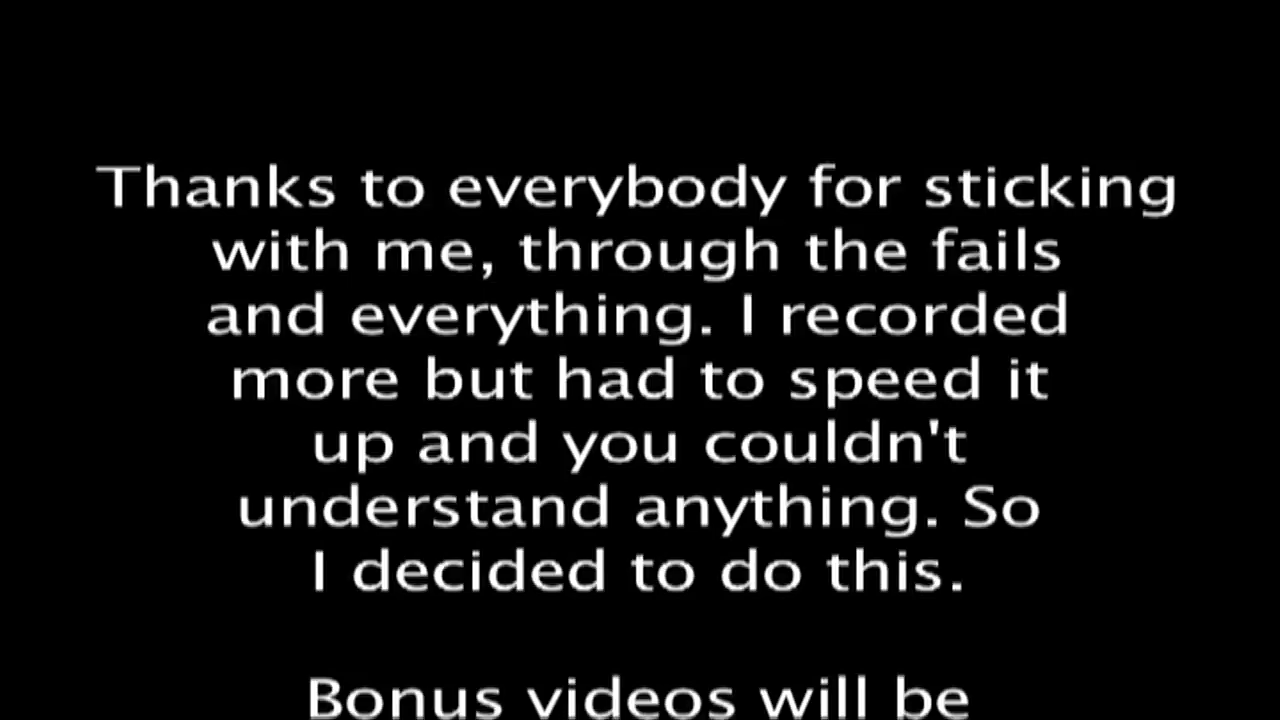 Thanks to everybody for sticking
with me, through the fails
and everything. I recorded
more but had to speed it
up and you couldn't
understand anything. So
I decided to do this.
Bonus videos will be